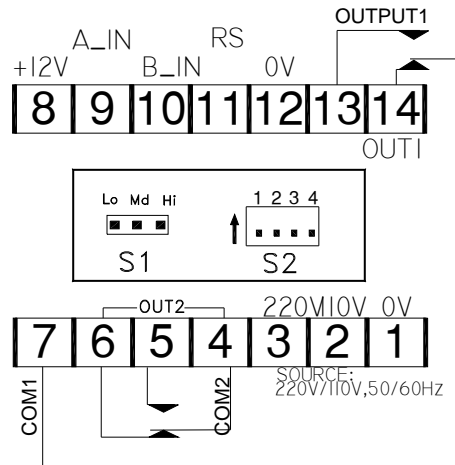 OUTPUT1
A_IN RS
+12V B_IN 0V
8 9 10 11 12 13 14
OUT1
Lo Md Hi 1 2 3 4
S1 S2
OUT2 220V 110V 0V
7 6 5 4 3 2 1
SOURCE:
220V/110V,50/60Hz
COM1 COM2